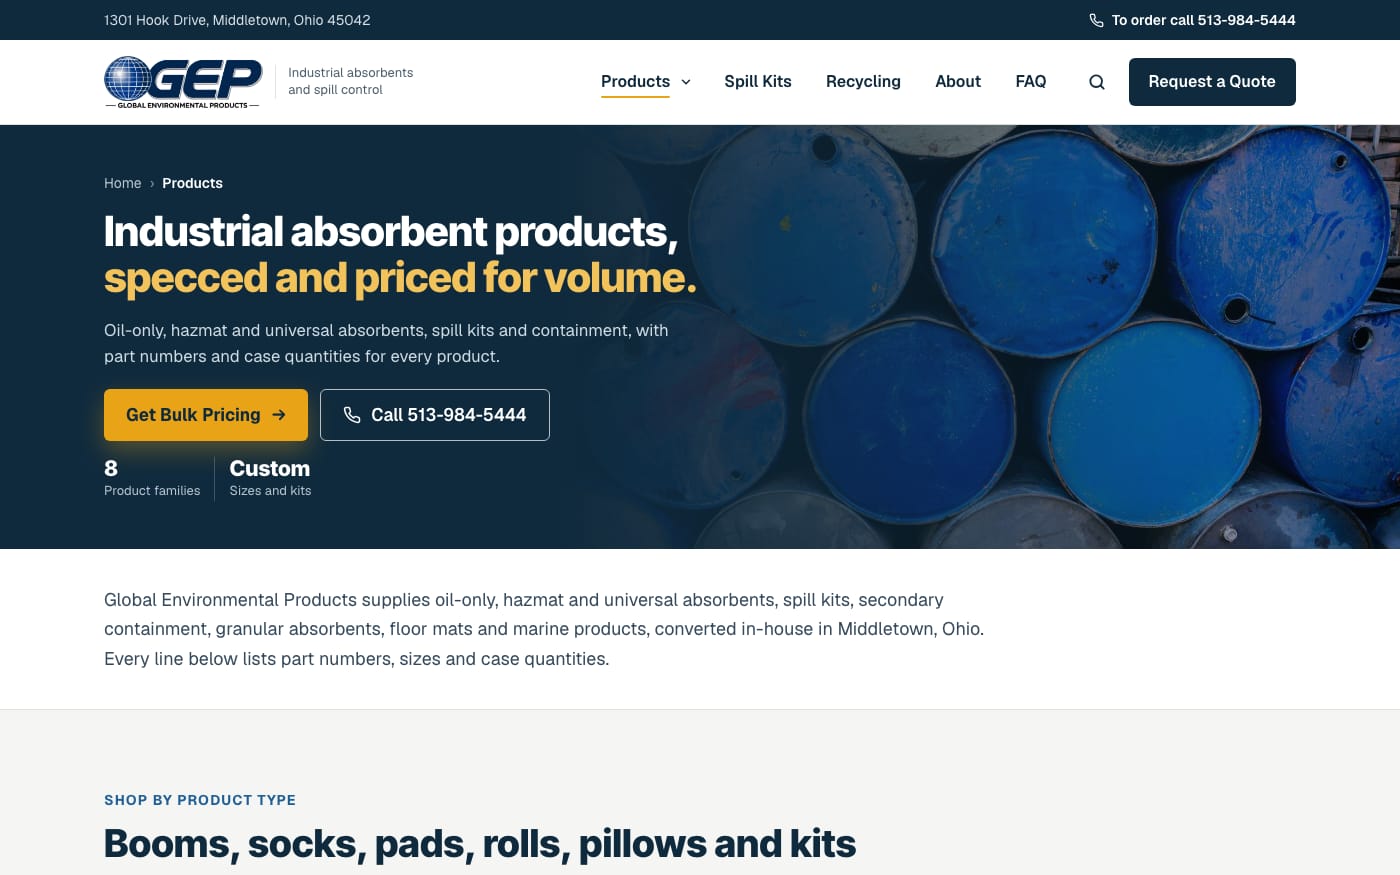 1301 Hook Drive, Middletown, Ohio 45042
To order call 513-984-5444
GEP
GLOBAL ENVIRONMENTAL PRODUCTS
Industrial absorbents
and spill control
Products
Spill Kits
Recycling
About
FAQ
Request a Quote
Home › Products
Industrial absorbent products,
specced and priced for volume.
Oil-only, hazmat and universal absorbents, spill kits and containment, with
part numbers and case quantities for every product.
Get Bulk Pricing →
Call 513-984-5444
8
Product families
Custom
Sizes and kits
Global Environmental Products supplies oil-only, hazmat and universal absorbents, spill kits, secondary
containment, granular absorbents, floor mats and marine products, converted in-house in Middletown, Ohio.
Every line below lists part numbers, sizes and case quantities.
SHOP BY PRODUCT TYPE
Booms, socks, pads, rolls, pillows and kits